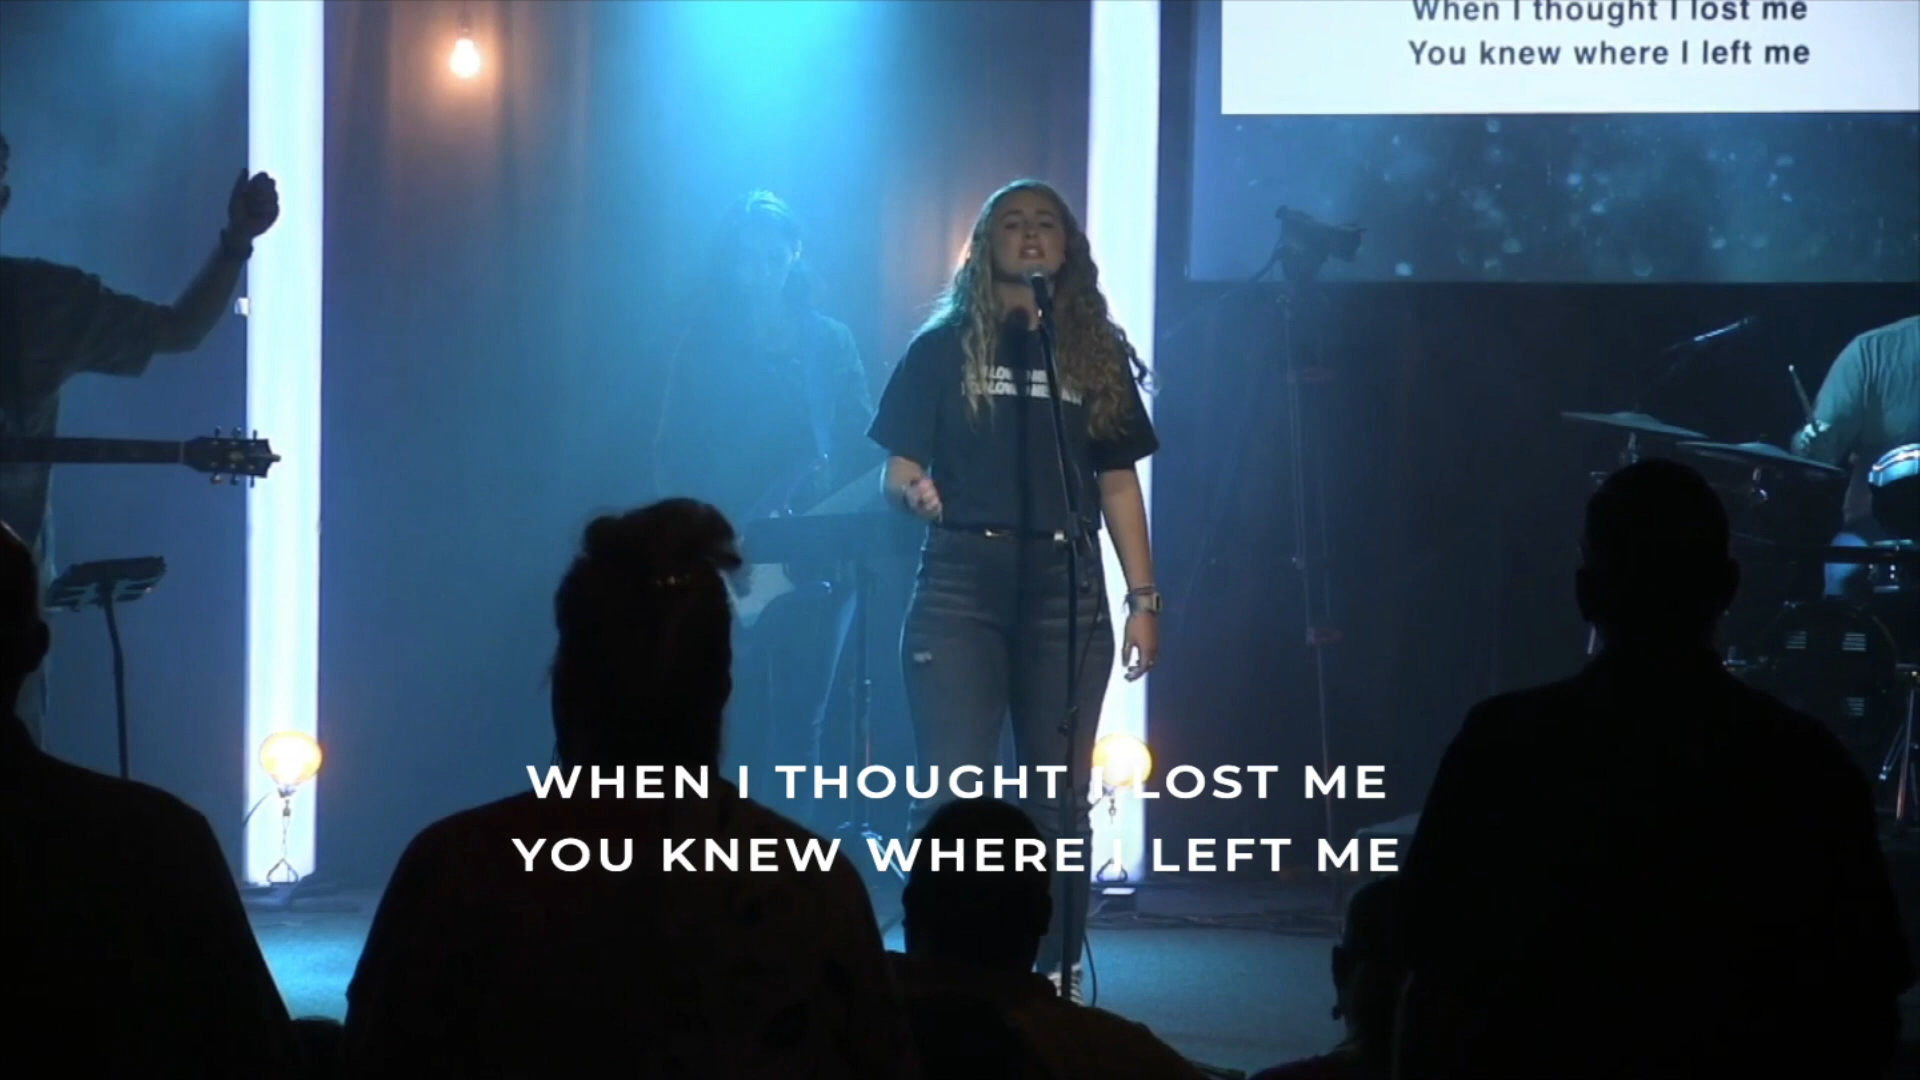 When I thought I lost me
You knew where I left me
WHEN I THOUGHT I LOST ME
YOU KNEW WHERE I LEFT ME